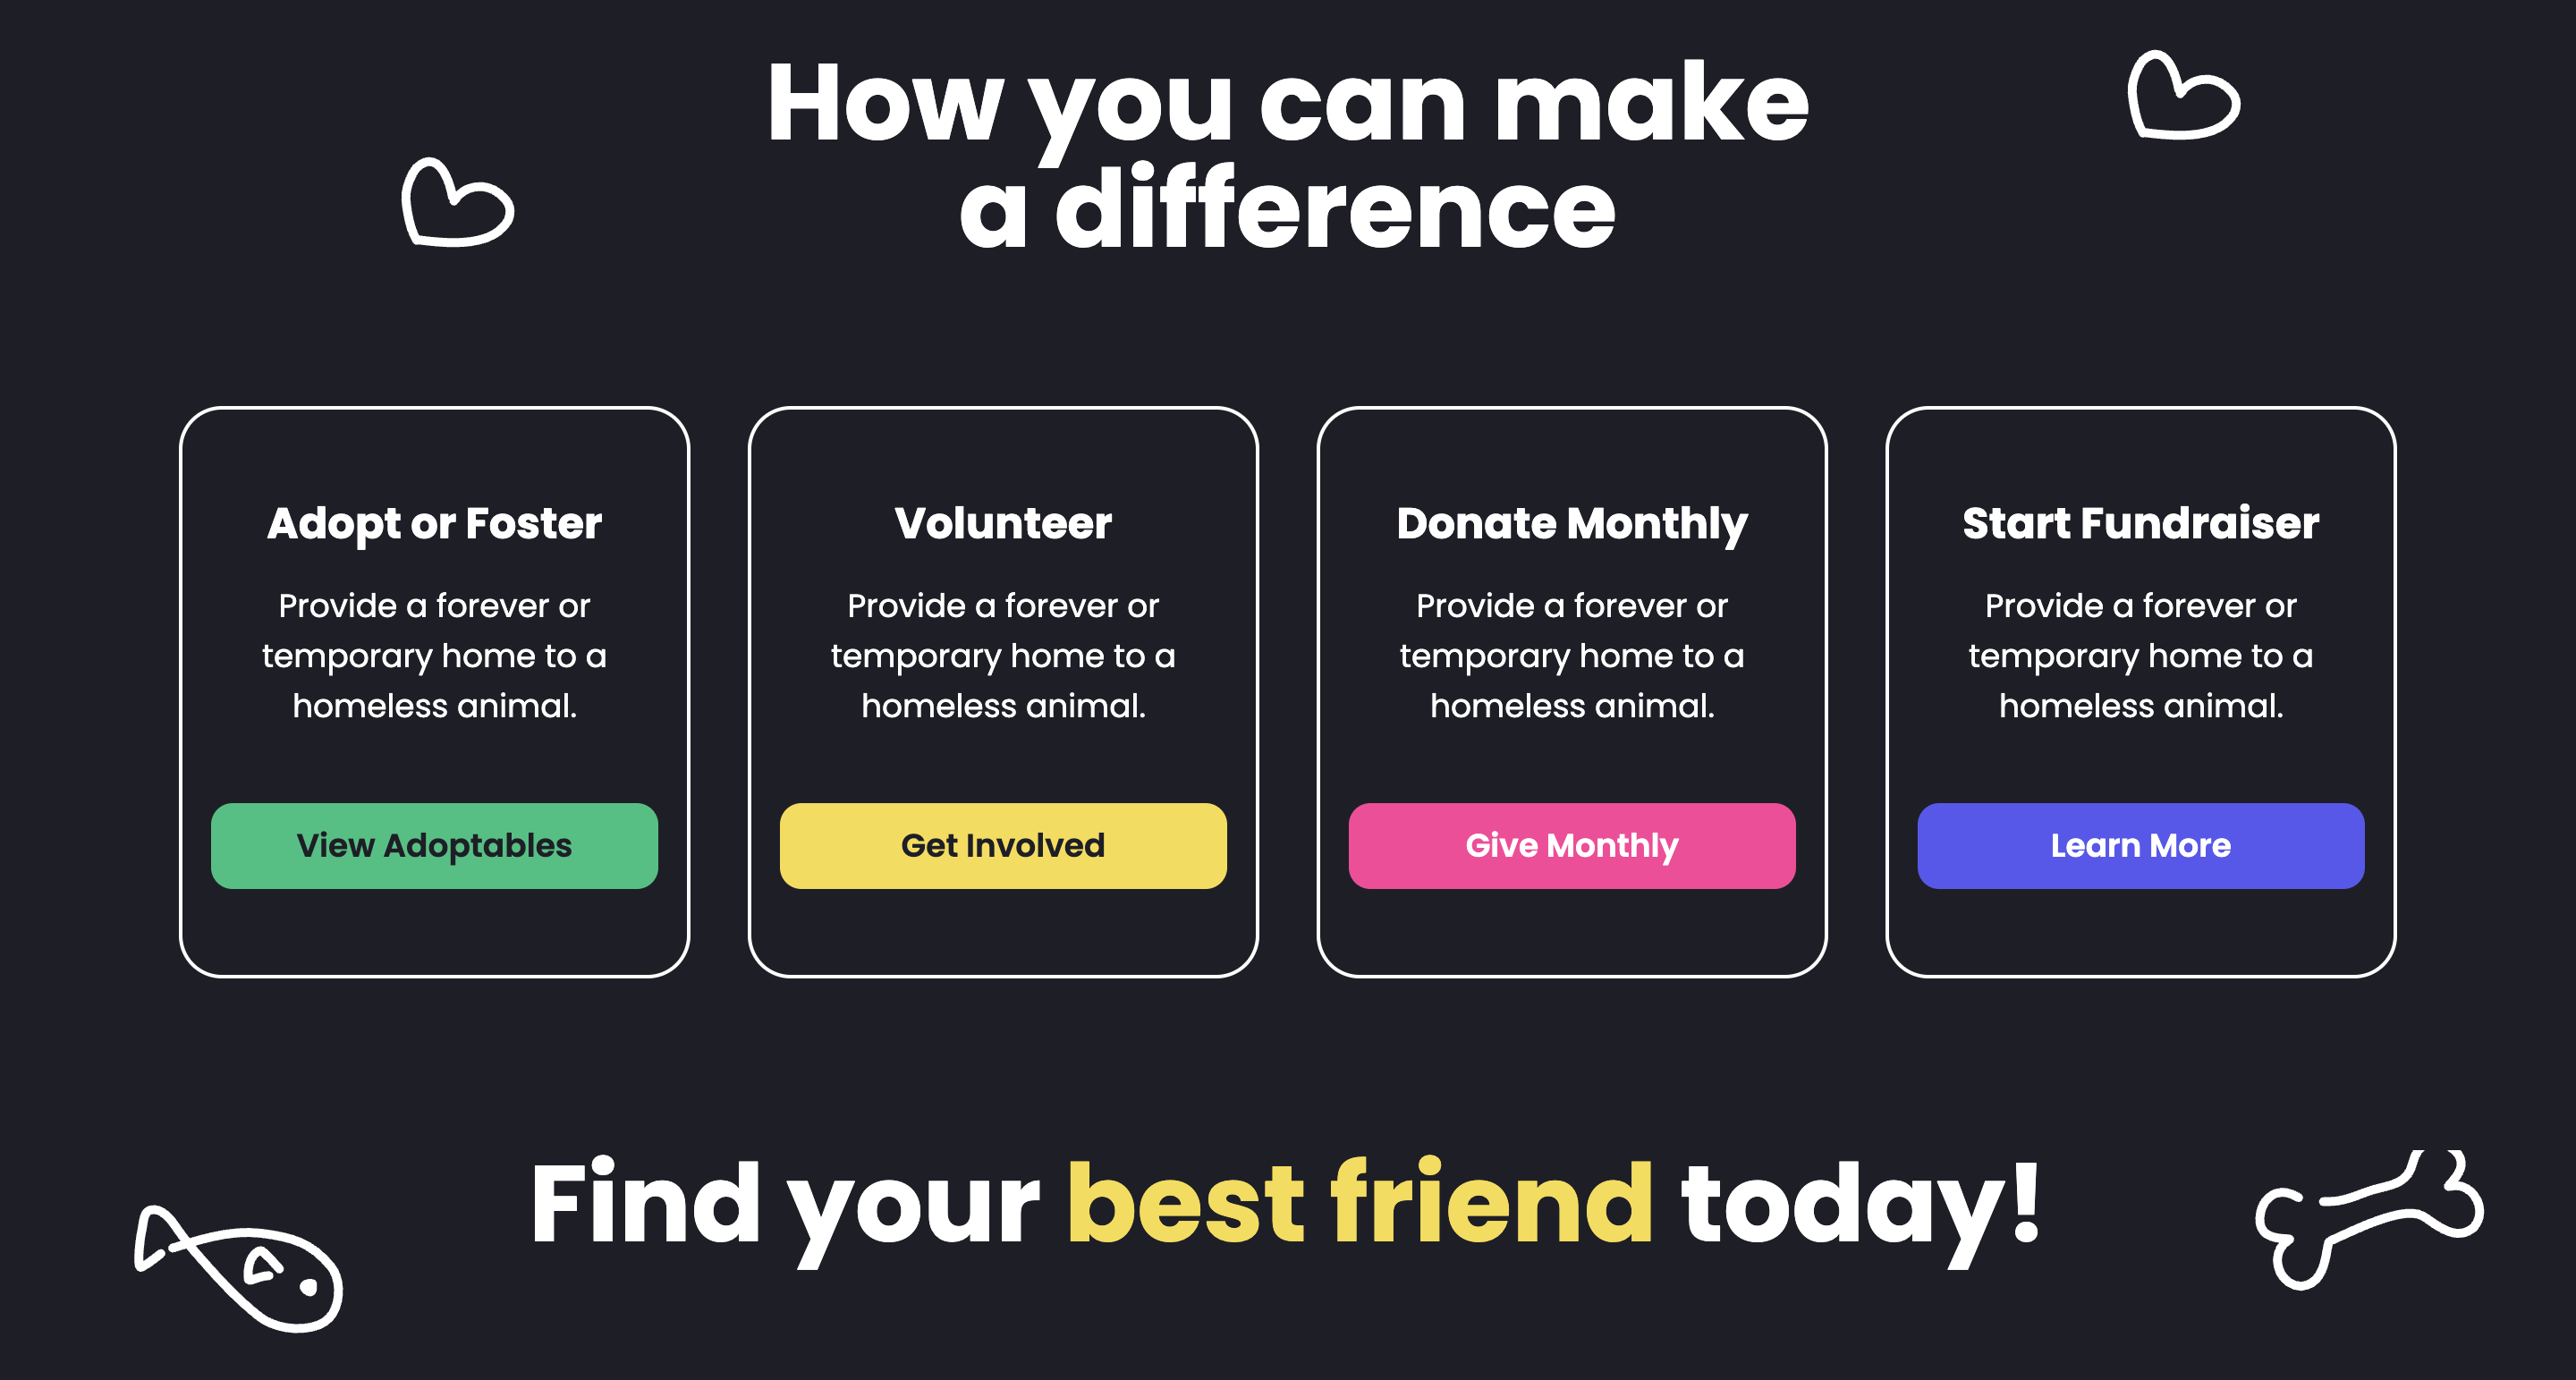 How you can make
a difference
Adopt or Foster
Provide a forever or
temporary home to a
homeless animal.
View Adoptables
Volunteer
Provide a forever or
temporary home to a
homeless animal.
Get Involved
Donate Monthly
Provide a forever or
temporary home to a
homeless animal.
Give Monthly
Start Fundraiser
Provide a forever or
temporary home to a
homeless animal.
Learn More
Find your best friend today!